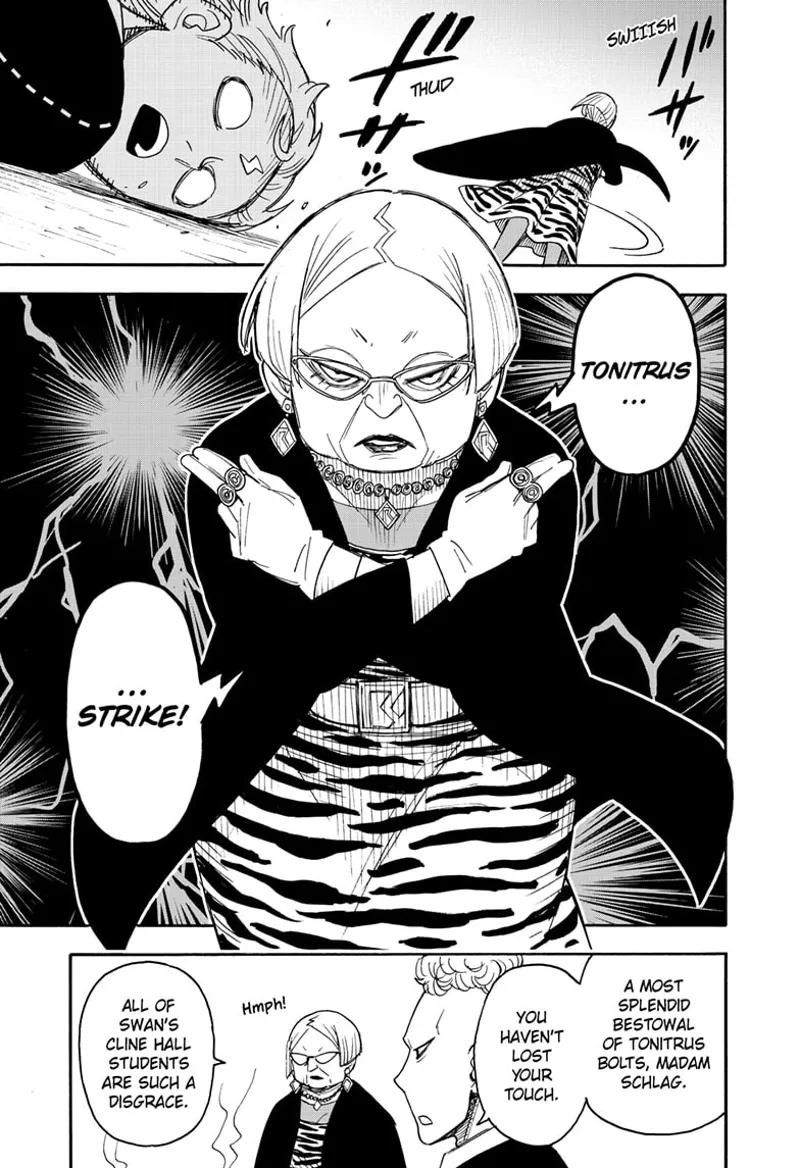 SWIIISH
THUD
TONITRUS
...
...
STRIKE!
A MOST
SPLENDID
BESTOWAL
OF TONITRUS
BOLTS, MADAM
SCHLAG.
YOU
HAVEN'T
LOST
YOUR
TOUCH.
Hmph!
ALL OF
SWAN'S
CLINE HALL
STUDENTS
ARE SUCH A
DISGRACE.